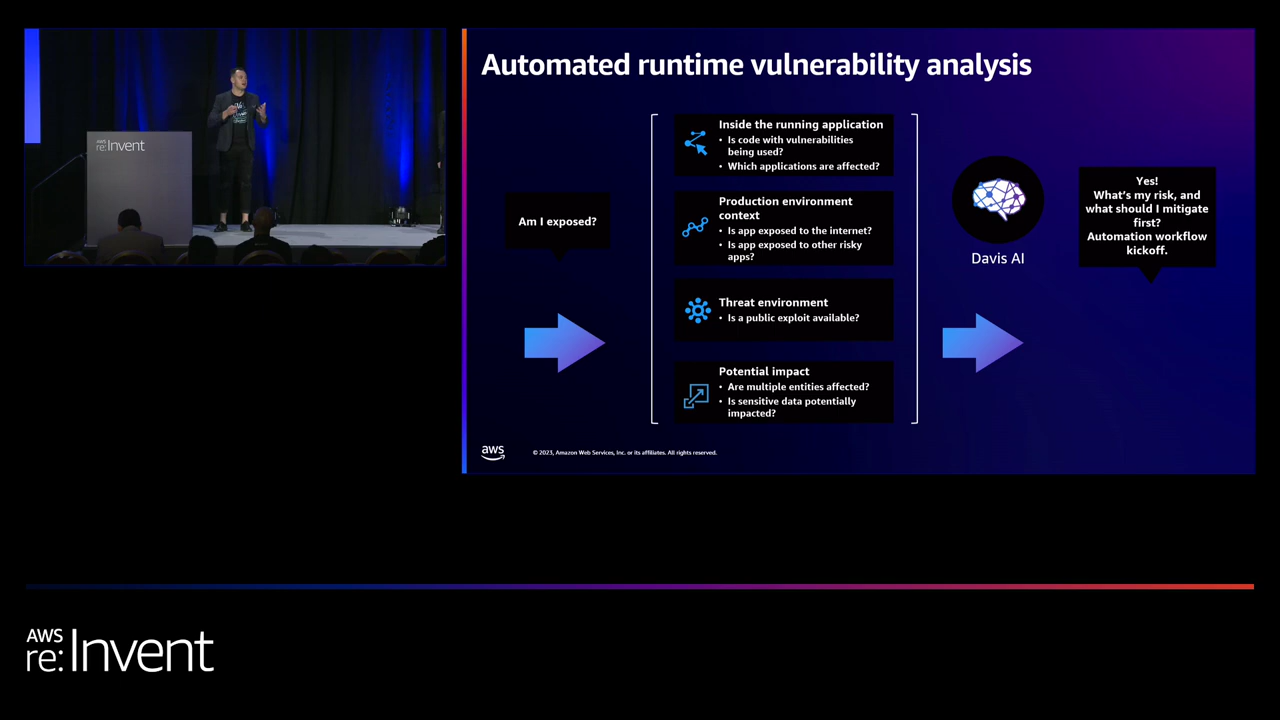 AWS
re:Invent
Automated runtime vulnerability analysis
Am I exposed?
Inside the running application
• Is code with vulnerabilities
being used?
• Which applications are affected?
Production environment
context
• Is app exposed to the internet?
• Is app exposed to other risky
apps?
Threat environment
• Is a public exploit available?
Potential impact
• Are multiple entities affected?
• Is sensitive data potentially
impacted?
Davis AI
Yes!
What's my risk, and
what should I mitigate
first?
Automation workflow
kickoff.
aws
© 2023, Amazon Web Services, Inc. or its affiliates. All rights reserved.
AWS
re:Invent